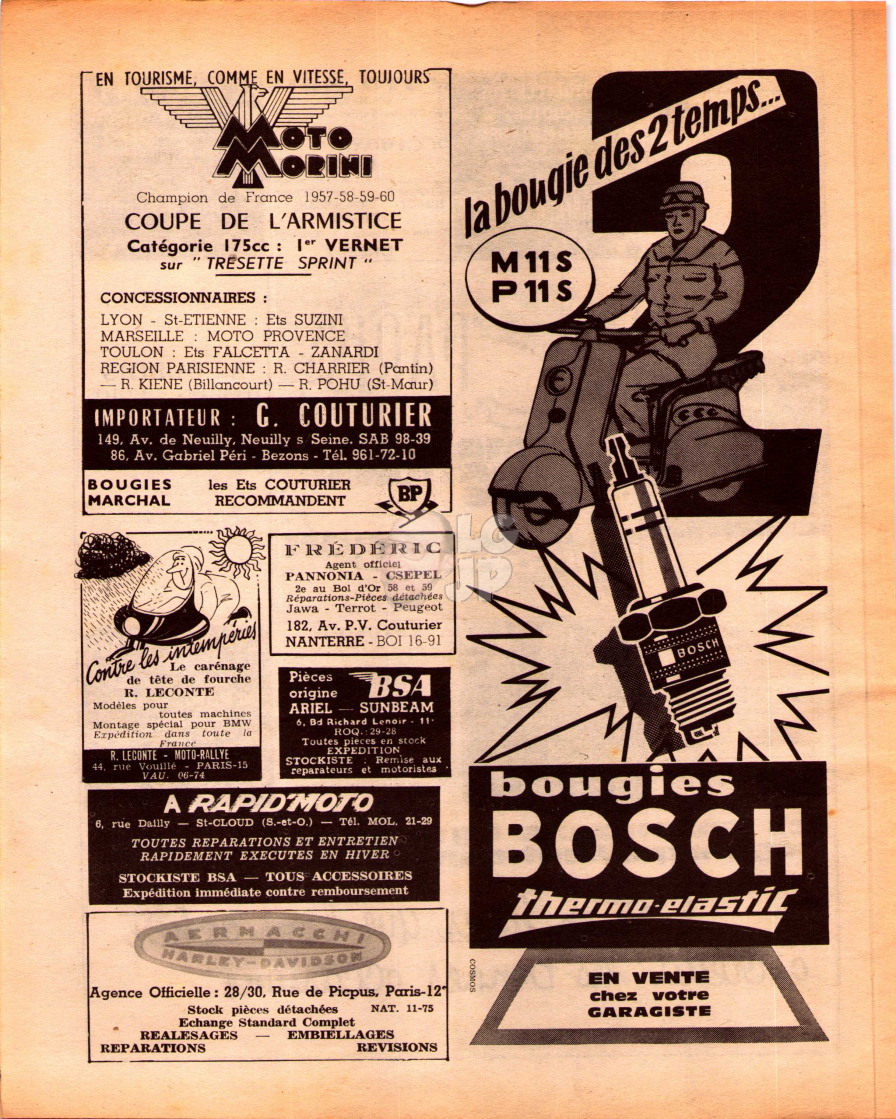 EN TOURISME, COMME EN VITESSE, TOUJOURS
MOTO
MORINI
Champion de France 1957-58-59-60
COUPE DE L'ARMISTICE
Catégorie 175cc : 1er VERNET
sur " TRESETTE SPRINT "
CONCESSIONNAIRES :
LYON - St-ETIENNE : Ets SUZINI
MARSEILLE : MOTO PROVENCE
TOULON : Ets FALCETTA - ZANARDI
REGION PARISIENNE : R. CHARRIER (Pantin)
— R. KIENE (Billancourt) — R. POHU (St-Maur)
IMPORTATEUR : G. COUTURIER
149, Av. de Neuilly, Neuilly s Seine. SAB 98-39
86, Av. Gabriel Péri - Bezons - Tél. 961-72-10
BOUGIES
MARCHAL
les Ets COUTURIER
RECOMMANDENT
BP
Contre les intempéries
Le carénage
de tête de fourche
R. LECONTE
Modèles pour
toutes machines
Montage spécial pour BMW
Expédition dans toute la
France
R. LECONTE - MOTO-RALLYE
44, rue Vouillé - PARIS-15
VAU. 06-74
FRÉDÉRIC
Agent officiel
PANNONIA - CSEPEL
2e au Bol d'Or 58 et 59
Réparations-Pièces détachées
Jawa - Terrot - Peugeot
182, Av. P.V. Couturier
NANTERRE - BOI 16-91
Pièces
origine
BSA
ARIEL — SUNBEAM
6, Bd Richard Lenoir - 11e
ROQ. 29-28
Toutes pièces en stock
EXPEDITION
STOCKISTE : Remise aux
reparateurs et motoristes
A RAPID'MOTO
6, rue Dailly — St-CLOUD (S.-et-O.) — Tél. MOL. 21-29
TOUTES REPARATIONS ET ENTRETIEN
RAPIDEMENT EXECUTES EN HIVER
STOCKISTE BSA — TOUS ACCESSOIRES
Expédition immédiate contre remboursement
AERMACCHI
HARLEY-DAVIDSON
Agence Officielle : 28/30, Rue de Picpus, Paris-12e
Stock pièces détachées NAT. 11-75
Echange Standard Complet
REALESAGES — EMBIELLAGES
REPARATIONS REVISIONS
la bougie des 2 temps...
2
M 11 S
P 11 S
BOSCH
bougies
BOSCH
thermo-elastic
COSMOS
EN VENTE
chez votre
GARAGISTE
LC
JD